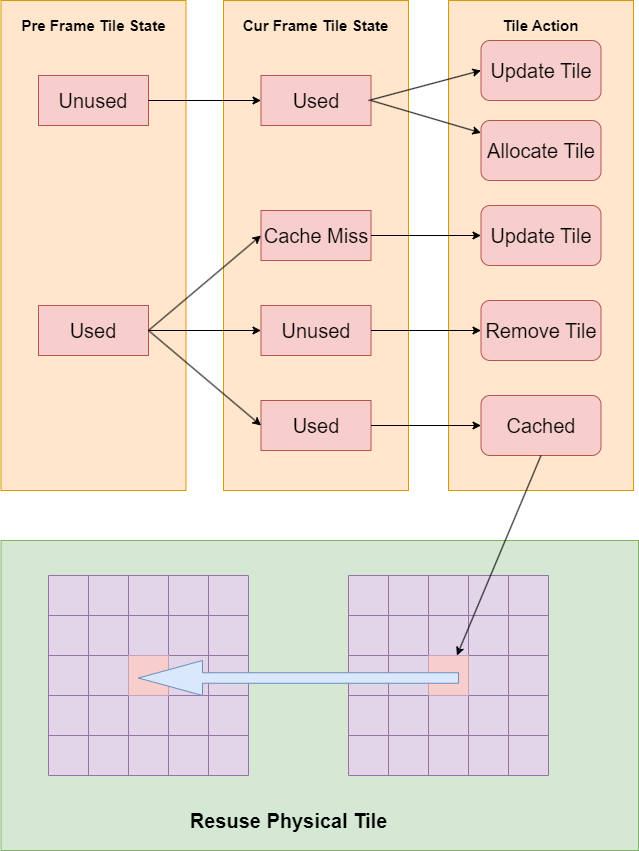 Pre Frame Tile State
Cur Frame Tile State
Tile Action
Unused
Used
Update Tile
Allocate Tile
Cache Miss
Update Tile
Used
Unused
Remove Tile
Used
Cached
Resuse Physical Tile